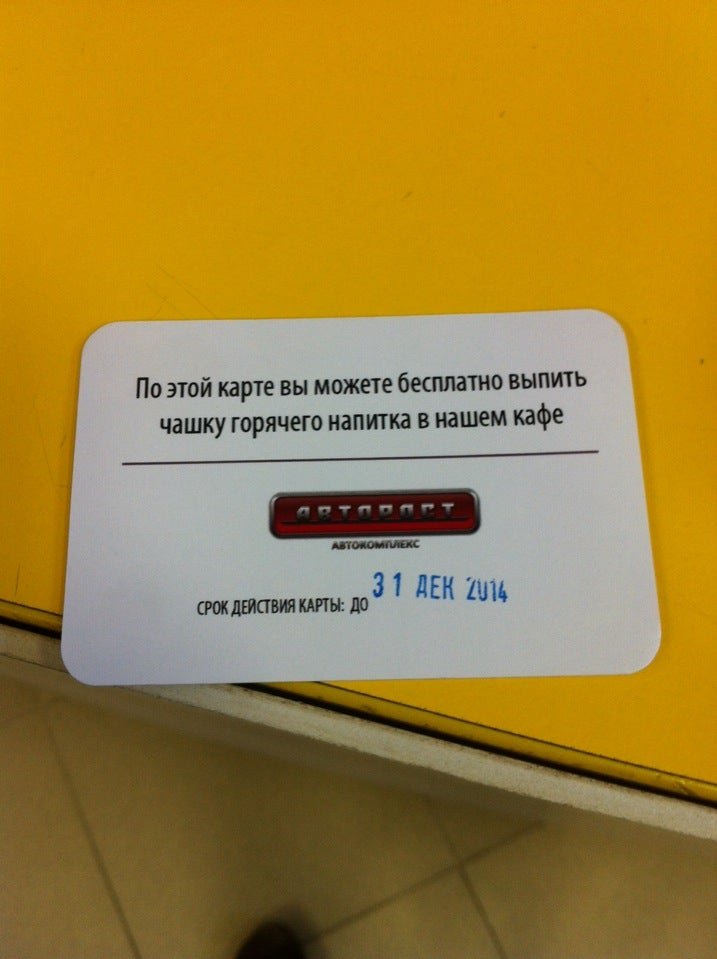 По этой карте вы можете бесплатно выпить
чашку горячего напитка в нашем кафе
АВТОРОСТ
АВТОКОМПЛЕКС
СРОК ДЕЙСТВИЯ КАРТЫ: ДО 31 ДЕК 2014